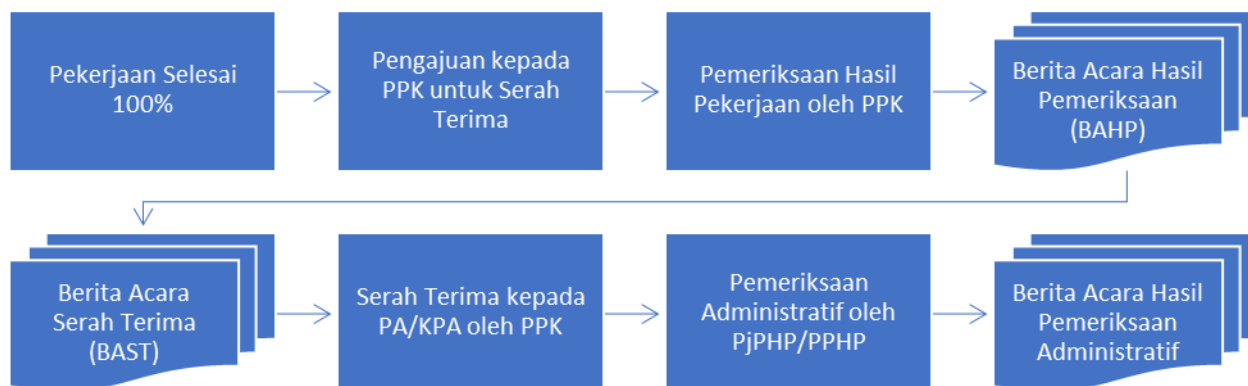 Pekerjaan Selesai
100%
Pengajuan kepada
PPK untuk Serah
Terima
Pemeriksaan Hasil
Pekerjaan oleh PPK
Berita Acara Hasil
Pemeriksaan
(BAHP)
Berita Acara
Serah Terima
(BAST)
Serah Terima kepada
PA/KPA oleh PPK
Pemeriksaan
Administratif oleh
PjPHP/PPHP
Berita Acara Hasil
Pemeriksaan
Administratif